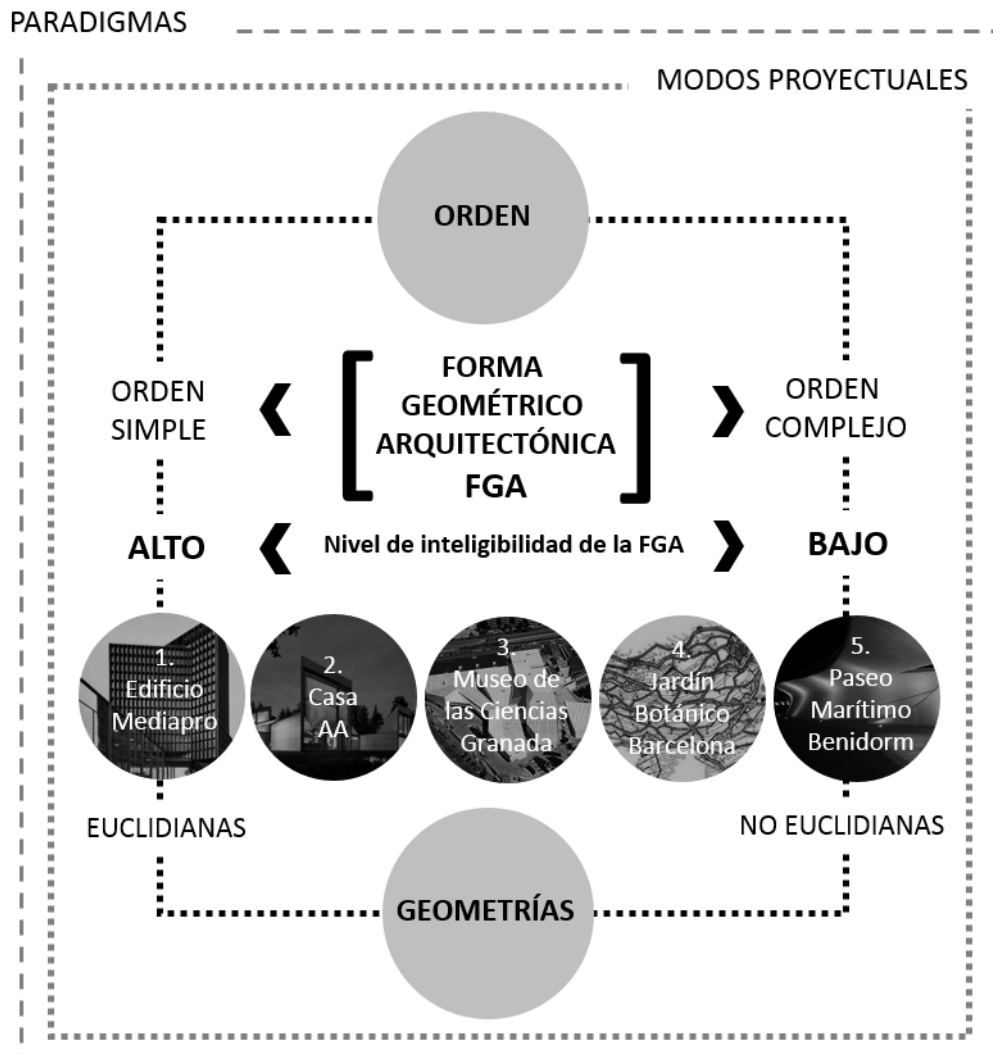 PARADIGMAS
MODOS PROYECTUALES
ORDEN
ORDEN
SIMPLE
FORMA
GEOMÉTRICO
ARQUITECTÓNICA
FGA
ORDEN
COMPLEJO
ALTO
Nivel de inteligibilidad de la FGA
BAJO
1.
Edificio
Mediapro
2.
Casa
AA
3.
Museo de
las Ciencias
Granada
4.
Jardín
Botánico
Barcelona
5.
Paseo
Marítimo
Benidorm
EUCLIDIANAS
NO EUCLIDIANAS
GEOMETRÍAS